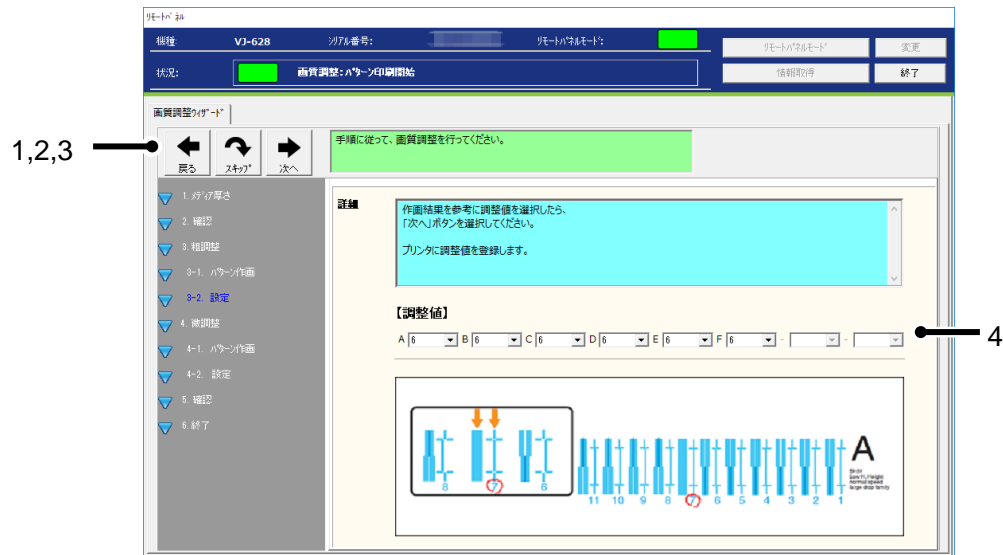 リモートパネル
機種: VJ-628 シリアル番号: リモートパネルモード: リモートパネルモード 変更
状況: 画質調整:パターン印刷開始 情報取得 終了
画質調整ウィザード
1,2,3
戻る スキップ 次へ
手順に従って、画質調整を行ってください。
1. メディア厚さ
2. 確認
3. 粗調整
3-1. パターン作画
3-2. 設定
4. 微調整
4-1. パターン作画
4-2. 設定
5. 確認
6.終了
詳細
作画結果を参考に調整値を選択したら、
「次へ」ボタンを選択してください。
プリンタに調整値を登録します。
【調整値】
A 6 B 6 C 6 D 6 E 6 F 6 - -
4
8 7 6
11 10 9 8 7 6 5 4 3 2 1
A
normal speed
large drop family